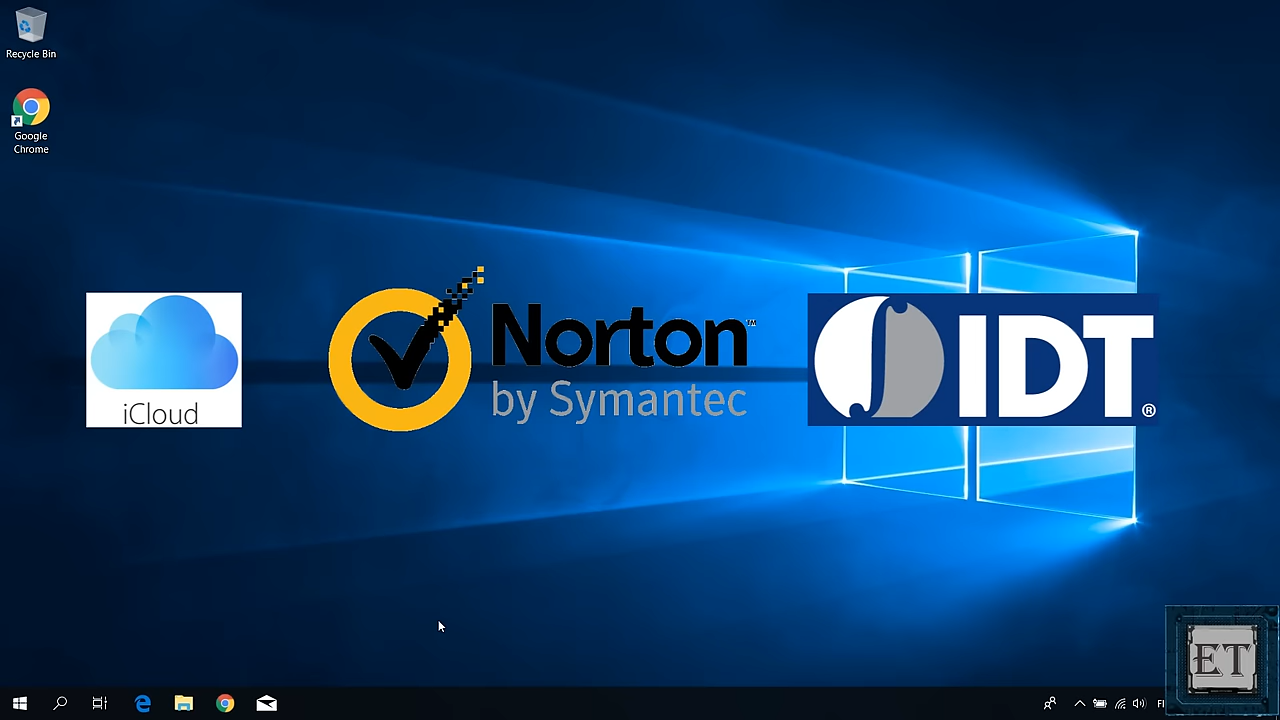 Recycle Bin
Google
Chrome
iCloud
Norton™
by Symantec
IDT®
ET